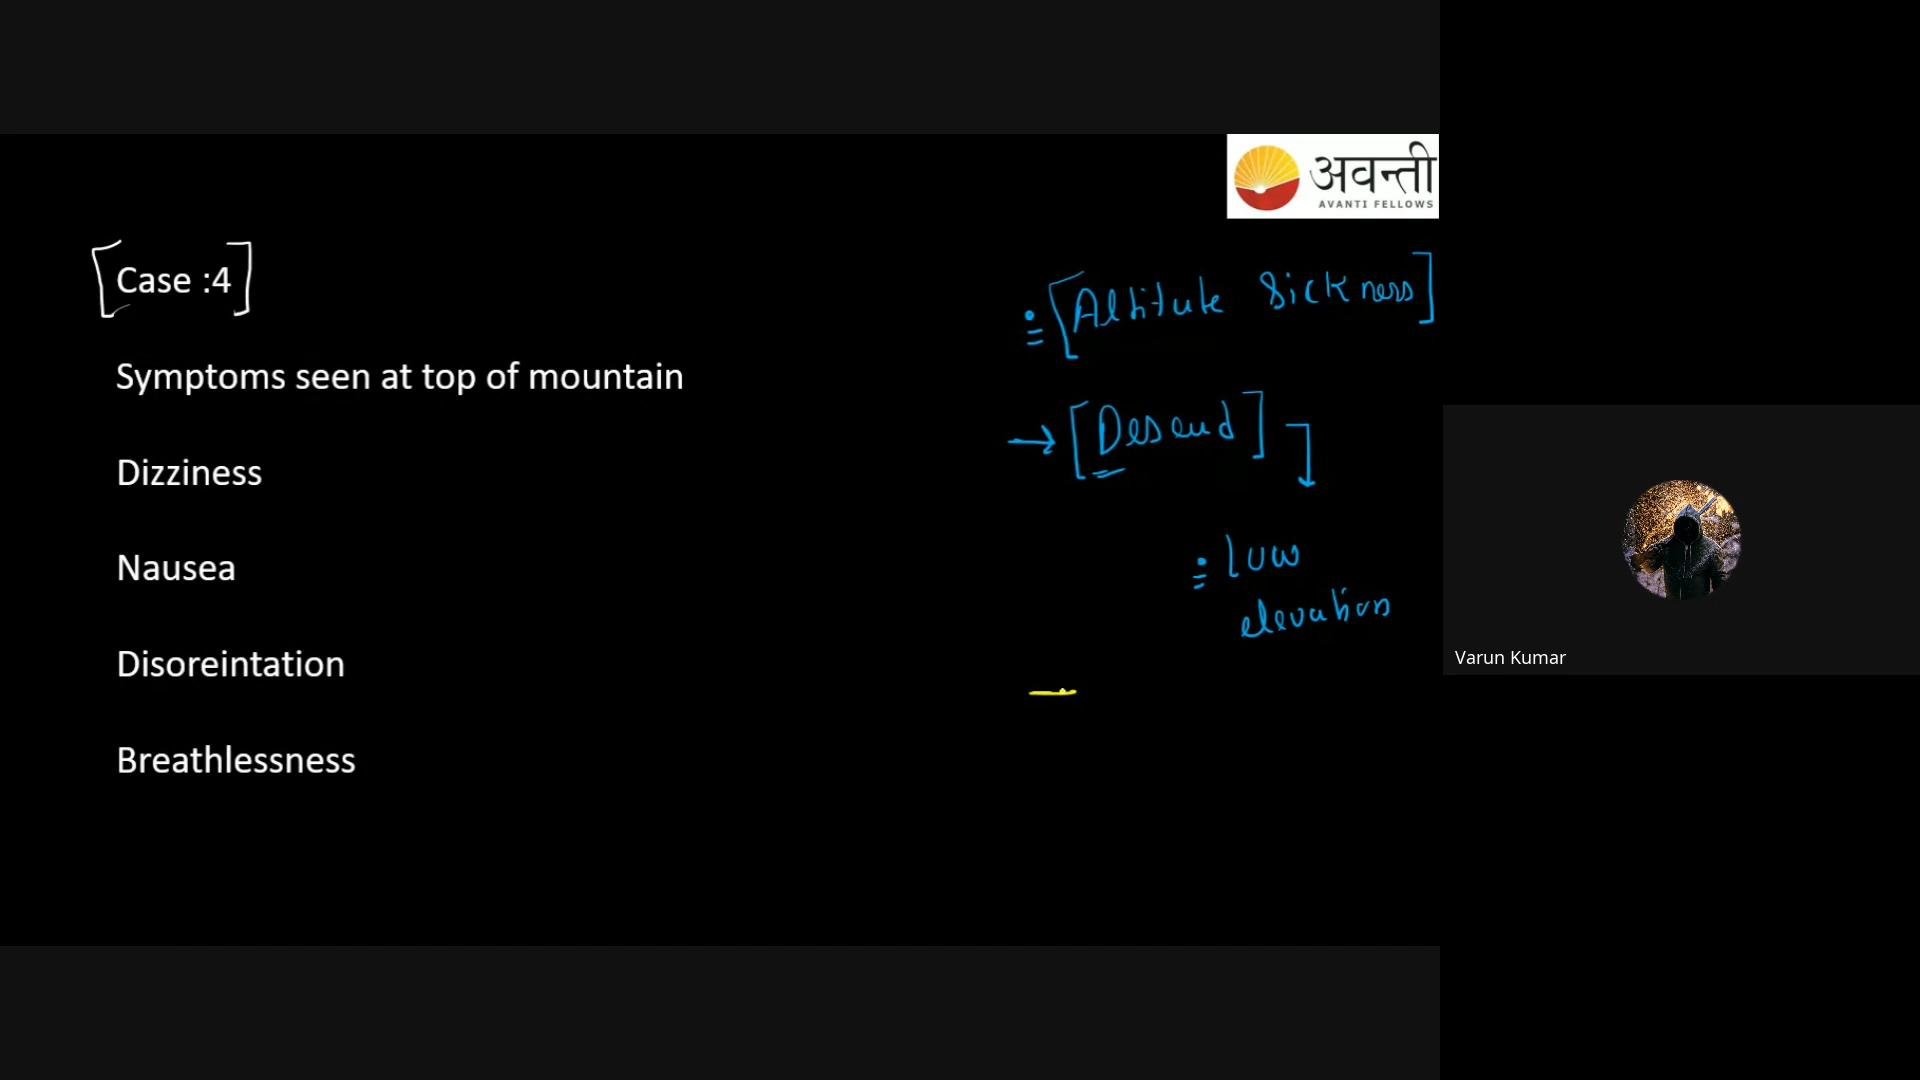 अवन्ती
AVANTI FELLOWS
Case :4
Symptoms seen at top of mountain
Dizziness
Nausea
Disoreintation
Breathlessness
[Altitute Sickness]
→ [Desend]
low
elevation
Varun Kumar